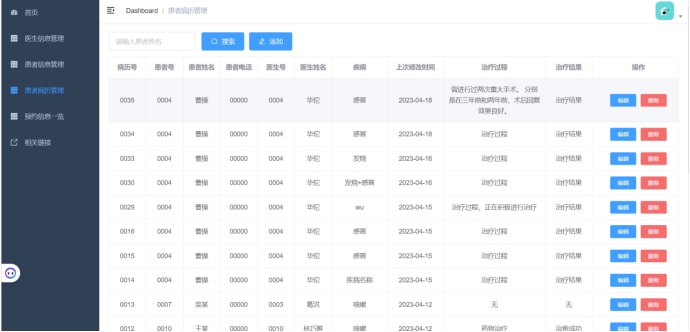 首页
医生信息管理
患者信息管理
患者病历管理
预约信息一览
相关链接
Dashboard / 患者病历管理
请输入患者姓名 搜索 添加
病历号 患者号 患者姓名 患者电话 医生号 医生姓名 疾病 上次修改时间 治疗过程 治疗结果 操作
0035 0004 曹操 00000 0004 华佗 感冒 2023-04-18 曾进行过两次重大手术。分别是在三年前和两年前，术后回复效果良好。 治疗结果 编辑 删除
0034 0004 曹操 00000 0004 华佗 感冒 2023-04-18 治疗过程 治疗结果 编辑 删除
0033 0004 曹操 00000 0004 华佗 发烧 2023-04-16 治疗过程 治疗结果 编辑 删除
0030 0004 曹操 00000 0004 华佗 发烧+感冒 2023-04-16 治疗过程 治疗结果 编辑 删除
0029 0004 曹操 00000 0004 华佗 wu 2023-04-15 治疗过程，正在积极进行治疗 治疗结果 编辑 删除
0016 0004 曹操 00000 0004 华佗 感冒 2023-04-15 治疗过程 治疗结果 编辑 删除
0015 0004 曹操 00000 0004 华佗 感冒 2023-04-15 治疗过程 治疗结果 编辑 删除
0014 0004 曹操 00000 0004 华佗 疾病名称 2023-04-15 治疗过程 治疗结果 编辑 删除
0013 0007 某某 00000 0003 葛洪 咳嗽 2023-04-12 无 无 编辑 删除
0012 0010 王某 00000 0010 林巧稚 咳嗽 2023-04-12 药物治疗 治愈成功 编辑 删除